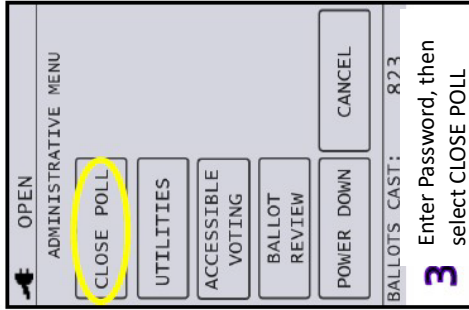 OPEN
ADMINISTRATIVE MENU
CLOSE POLL
UTILITIES
ACCESSIBLE
VOTING
BALLOT
REVIEW
POWER DOWN
CANCEL
BALLOTS CAST: 823
3 Enter Password, then
select CLOSE POLL